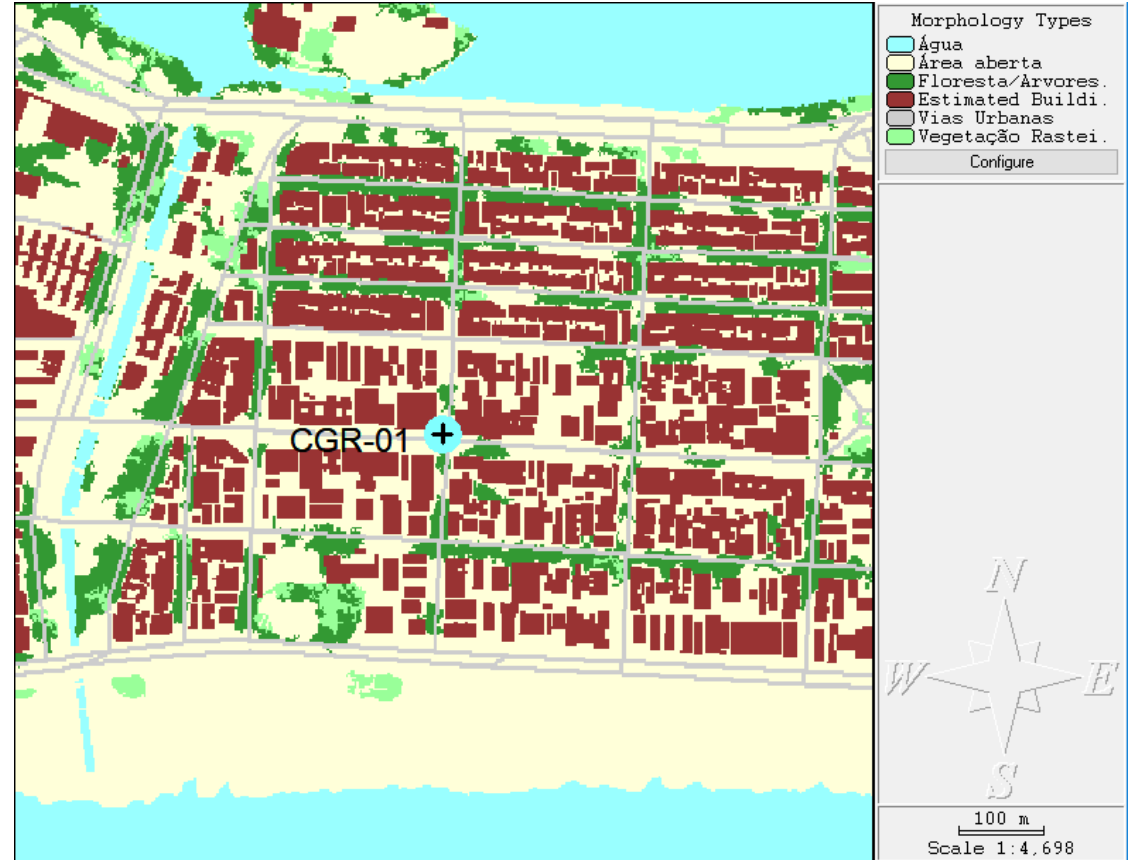 Morphology Types
Água
Área aberta
Floresta/Arvores.
Estimated Buildi.
Vias Urbanas
Vegetação Rastei.
Configure
CGR-01
N
W E
S
100 m
Scale 1:4,698